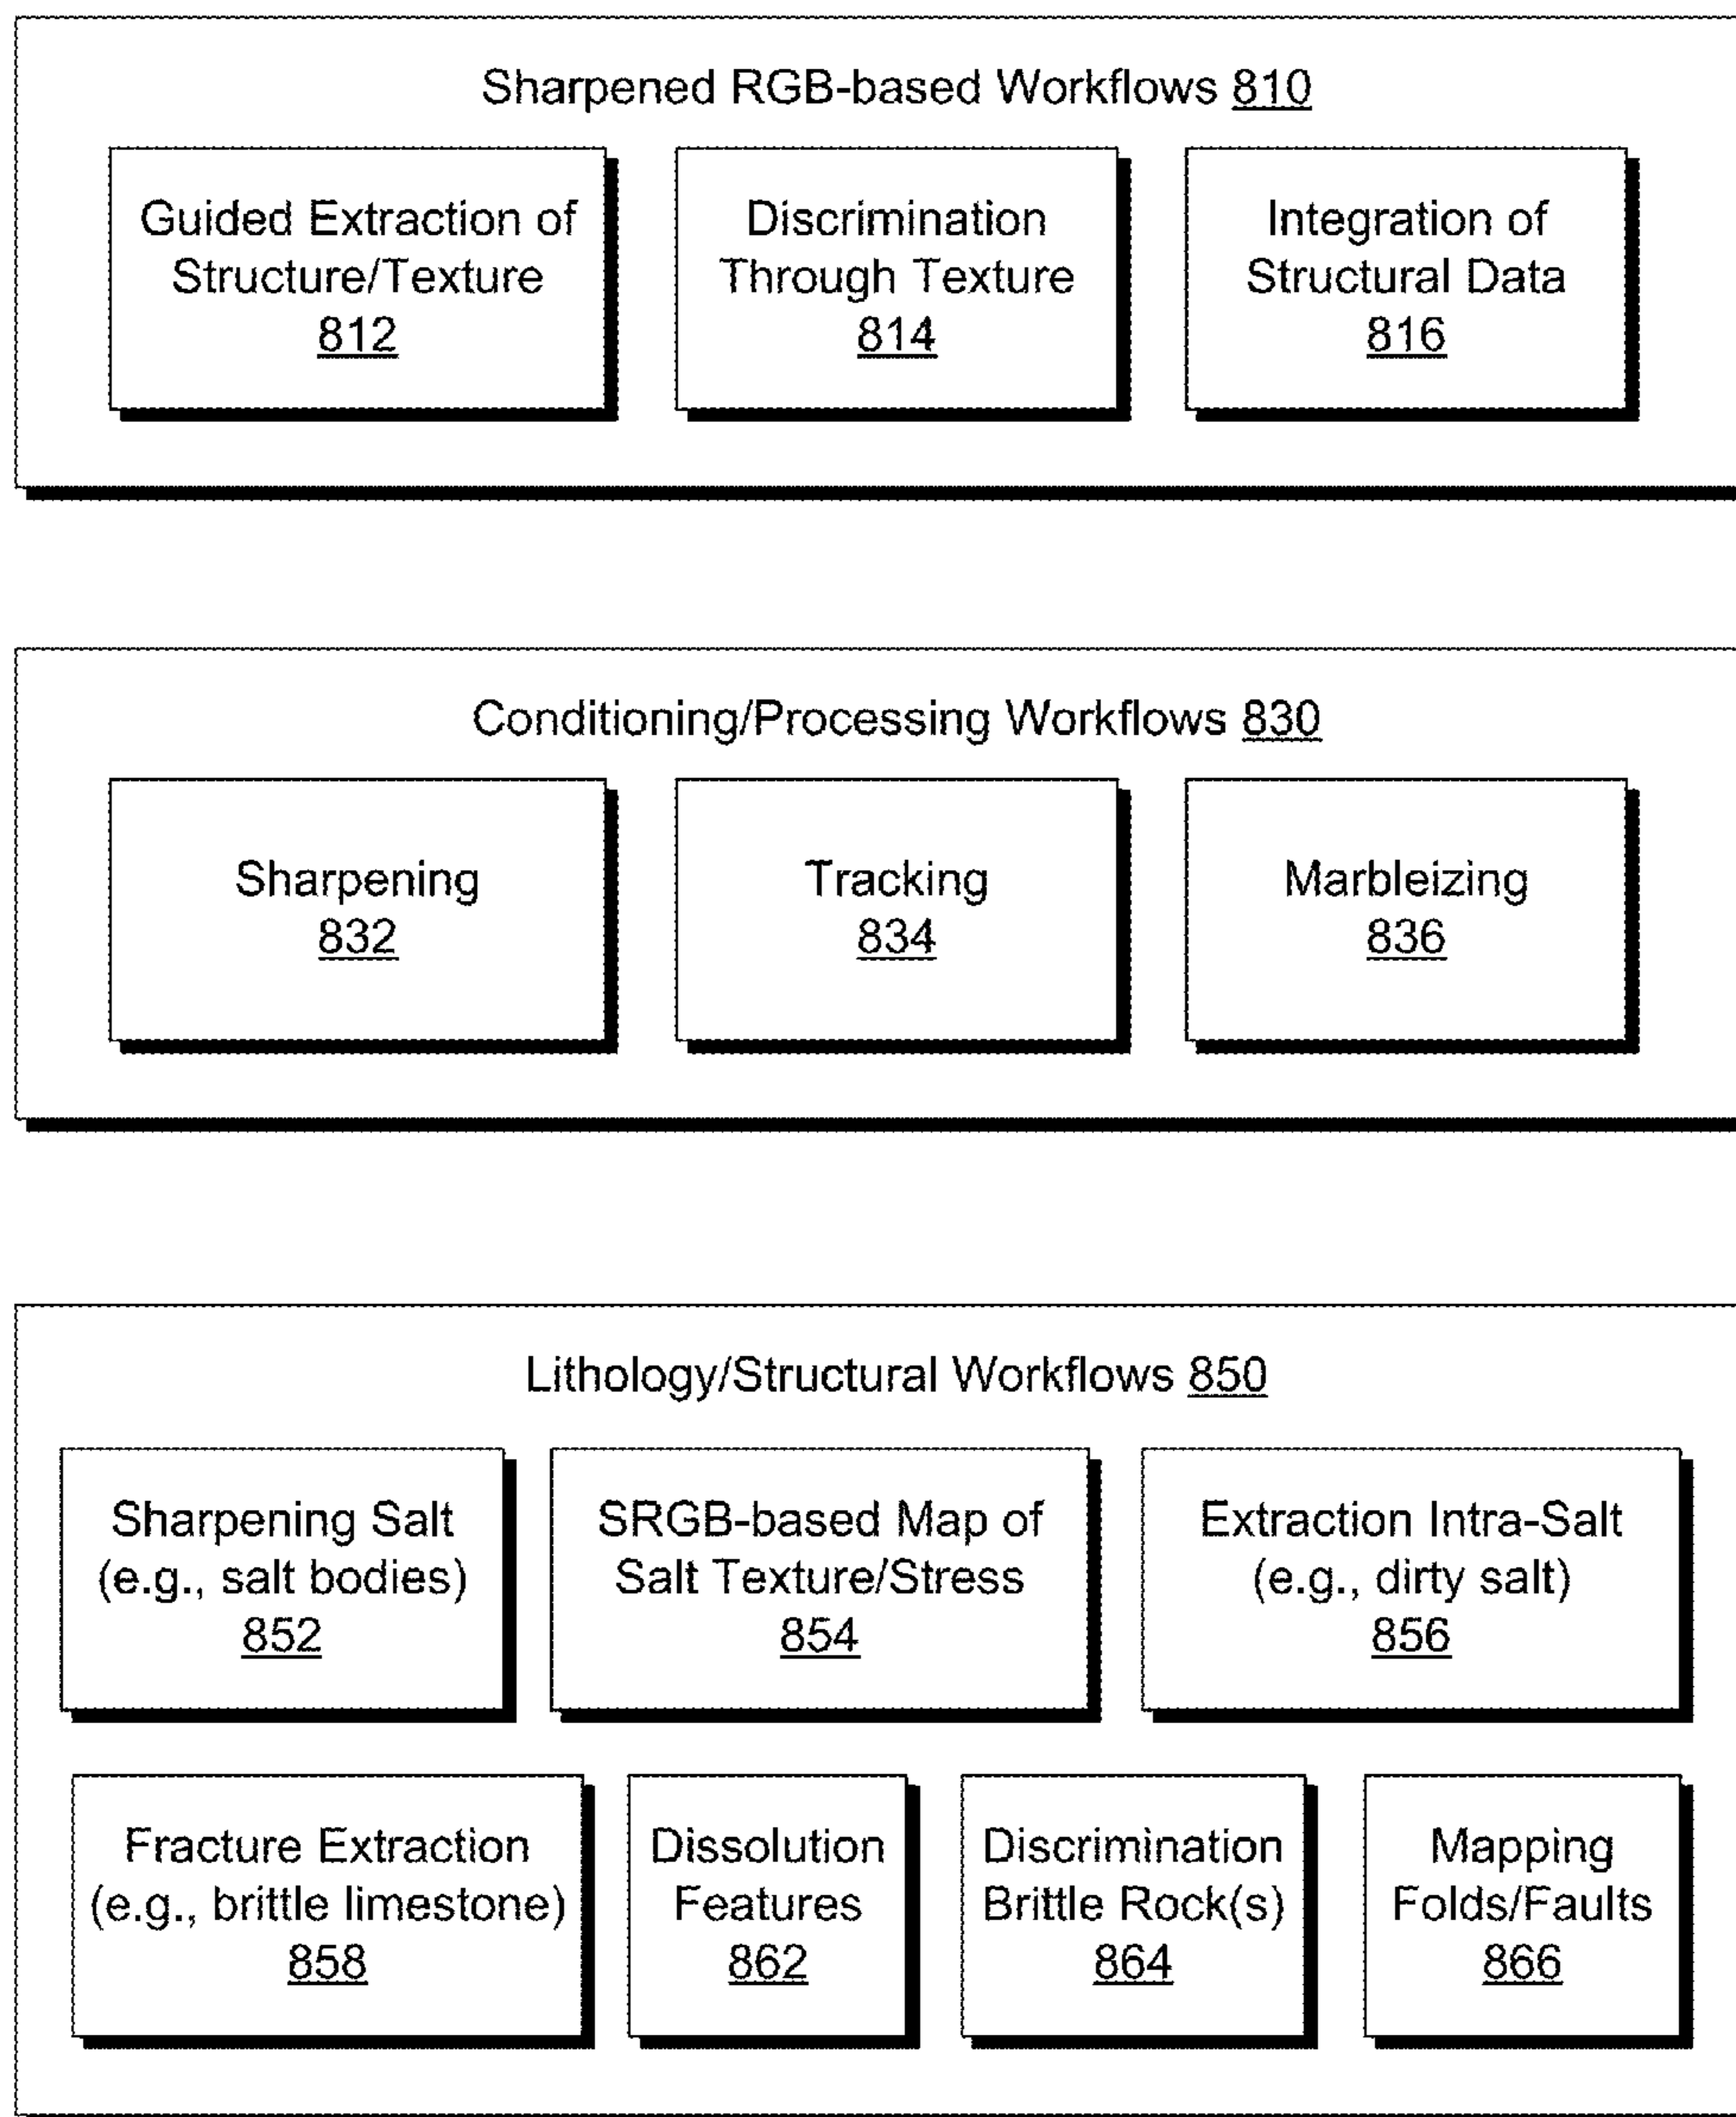 Sharpened RGB-based Workflows 810
Guided Extraction of
Structure/Texture
812
Discrimination
Through Texture
814
Integration of
Structural Data
816
Conditioning/Processing Workflows 830
Sharpening
832
Tracking
834
Marbleizing
836
Lithology/Structural Workflows 850
Sharpening Salt
(e.g., salt bodies)
852
SRGB-based Map of
Salt Texture/Stress
854
Extraction Intra-Salt
(e.g., dirty salt)
856
Fracture Extraction
(e.g., brittle limestone)
858
Dissolution
Features
862
Discrimination
Brittle Rock(s)
864
Mapping
Folds/Faults
866